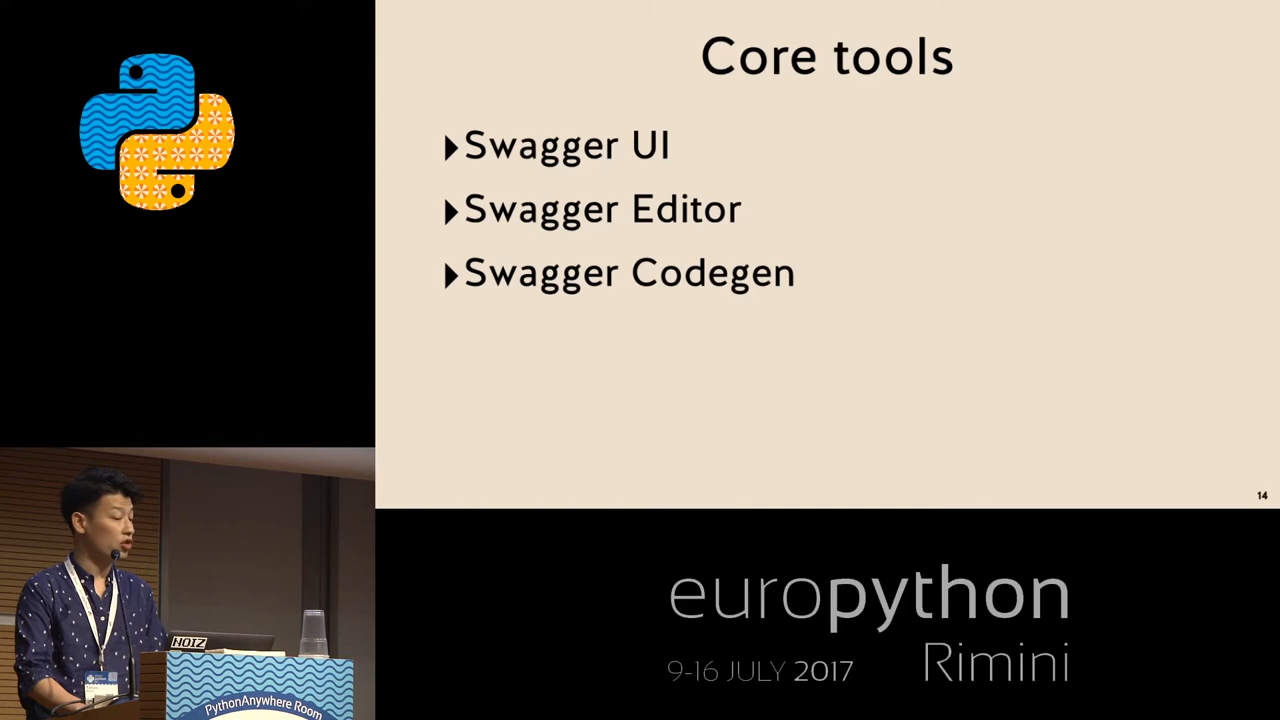 Core tools
Swagger UI
Swagger Editor
Swagger Codegen
14
NOIZ
PythonAnywhere Room
europython
Rimini
9-16 JULY 2017